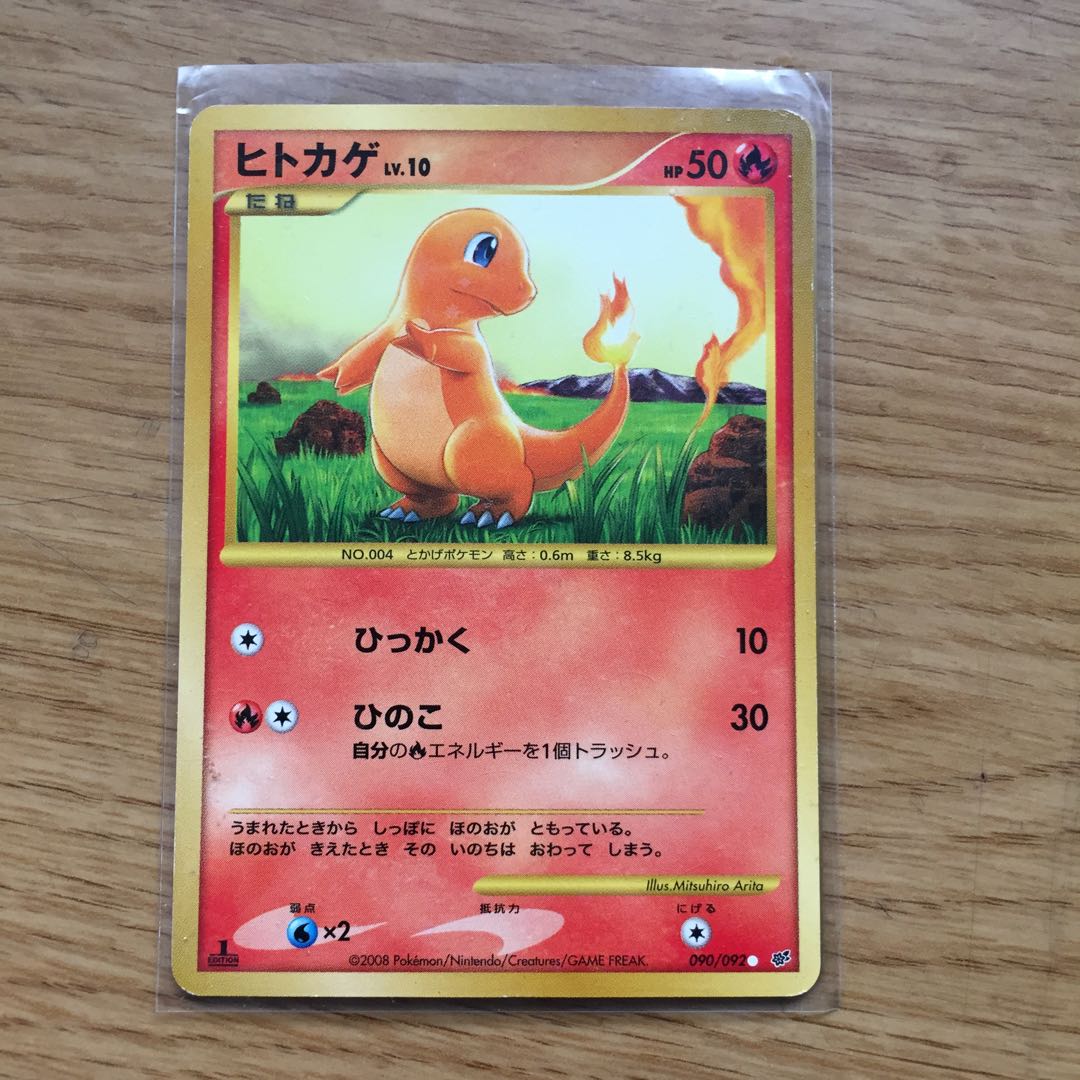 ヒトカゲ LV.10 HP 50
たね
NO.004 とかげポケモン 高さ：0.6m 重さ：8.5kg
ひっかく 10
ひのこ 30
自分のエネルギーを1個トラッシュ。
うまれたときから しっぽに ほのおが ともっている。
ほのおが きえたとき その いのちは おわって しまう。
Illus.Mitsuhiro Arita
弱点 抵抗力 にげる
×2
1 EDITION
©2008 Pokémon/Nintendo/Creatures/GAME FREAK. 090/092